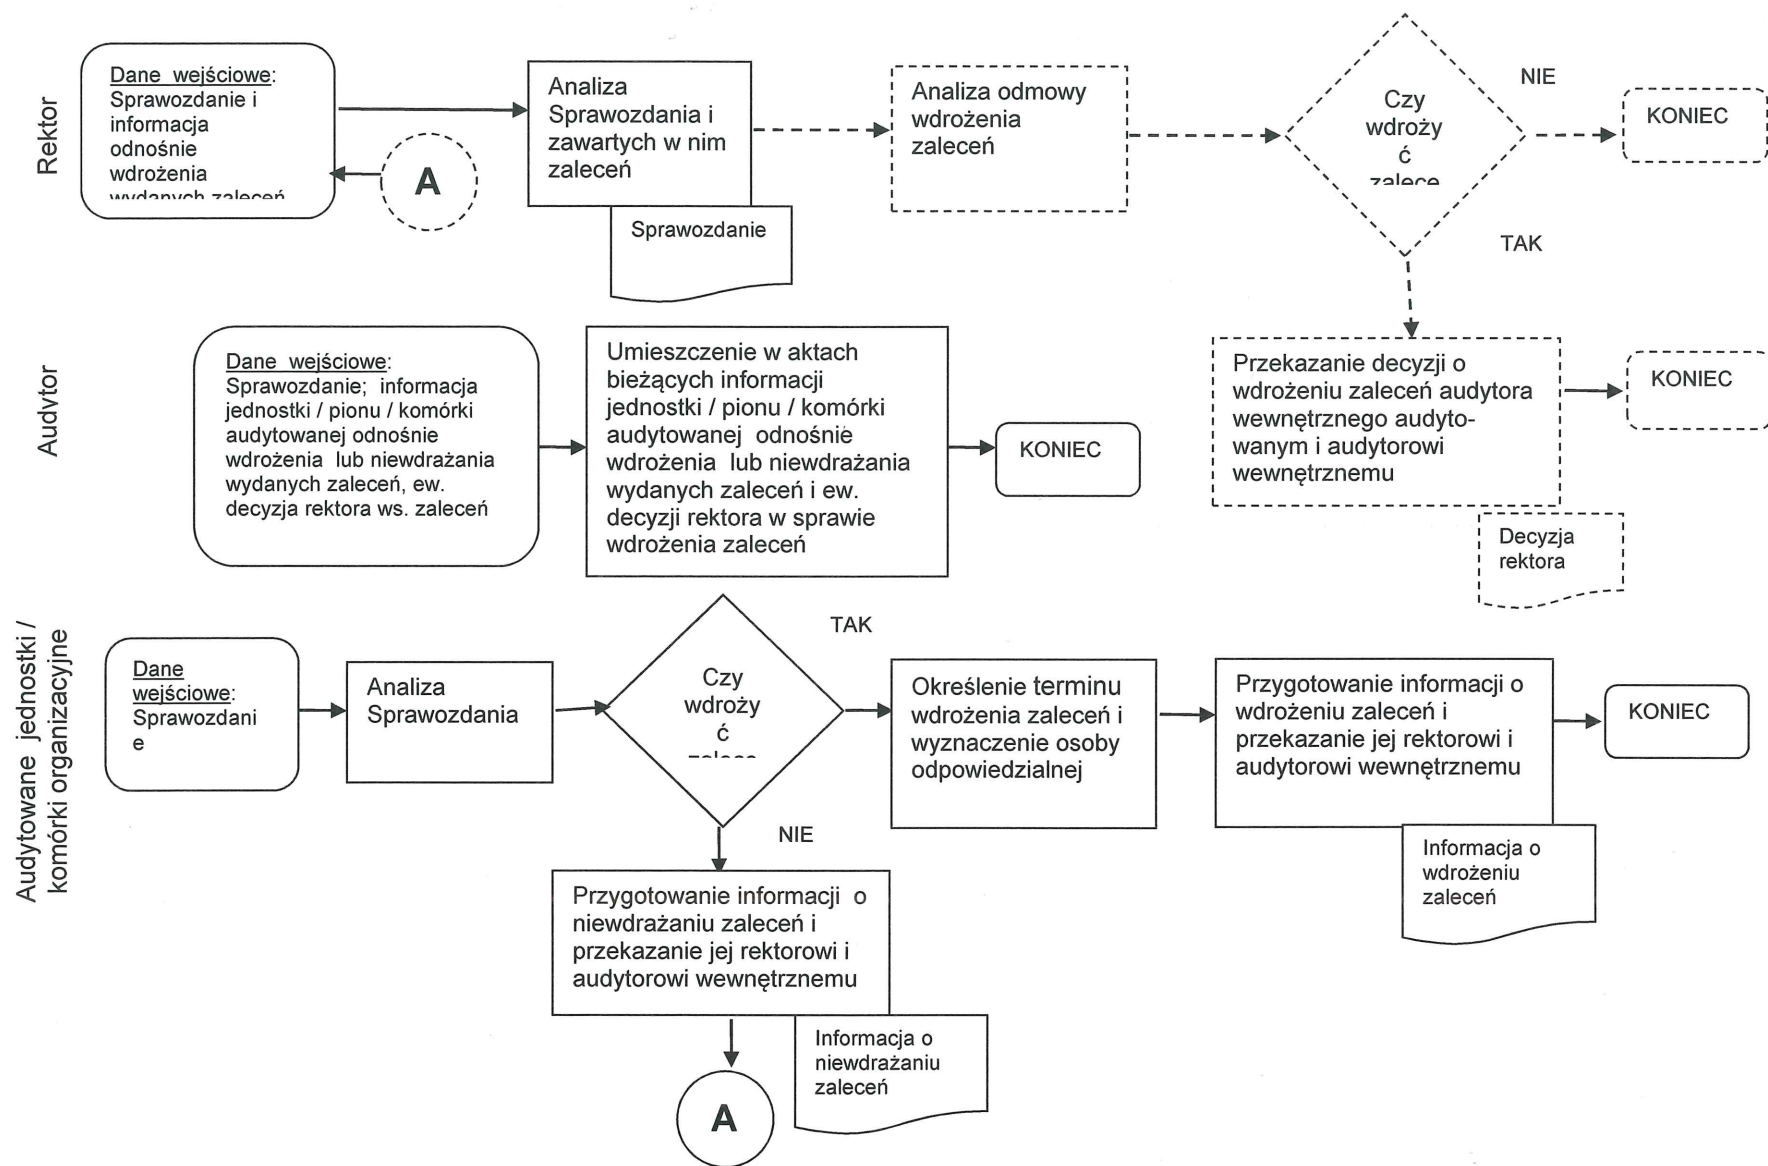 Rektor
Dane wejściowe:
Sprawozdanie i
informacja
odnośnie
wdrożenia
wydanych zaleceń
A
Analiza
Sprawozdania i
zawartych w nim
zaleceń
Sprawozdanie
Analiza odmowy
wdrożenia
zaleceń
Czy
wdroży
ć
zalece
NIE
KONIEC
TAK
Przekazanie decyzji o
wdrożeniu zaleceń audytora
wewnętrznego audyto-
wanym i audytorowi
wewnętrznemu
KONIEC
Decyzja
rektora
Audytor
Dane wejściowe:
Sprawozdanie; informacja
jednostki / pionu / komórki
audytowanej odnośnie
wdrożenia lub niewdrażania
wydanych zaleceń, ew.
decyzja rektora ws. zaleceń
Umieszczenie w aktach
bieżących informacji
jednostki / pionu / komórki
audytowanej odnośnie
wdrożenia lub niewdrażania
wydanych zaleceń i ew.
decyzji rektora w sprawie
wdrożenia zaleceń
KONIEC
Audytowane jednostki /
komórki organizacyjne
Dane
wejściowe:
Sprawozdani
e
Analiza
Sprawozdania
Czy
wdroży
ć
TAK
Określenie terminu
wdrożenia zaleceń i
wyznaczenie osoby
odpowiedzialnej
Przygotowanie informacji o
wdrożeniu zaleceń i
przekazanie jej rektorowi i
audytorowi wewnętrznemu
KONIEC
Informacja o
wdrożeniu
zaleceń
NIE
Przygotowanie informacji o
niewdrażaniu zaleceń i
przekazanie jej rektorowi i
audytorowi wewnętrznemu
Informacja o
niewdrażaniu
zaleceń
A